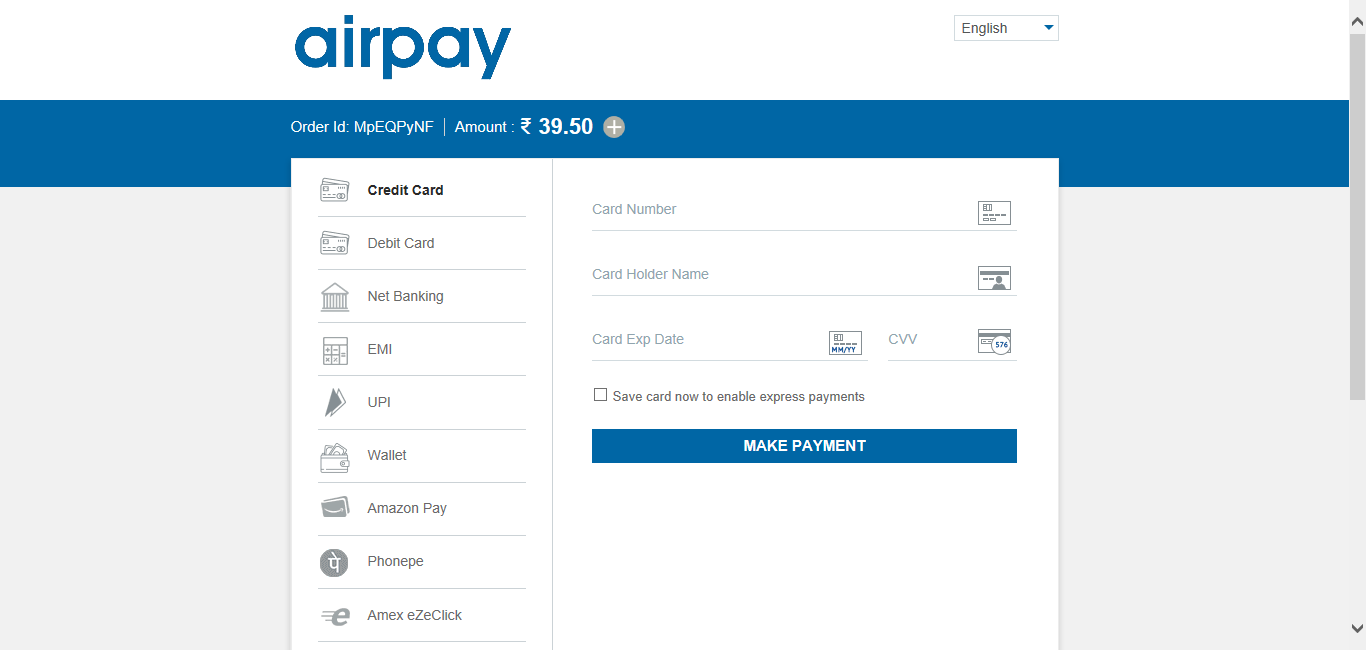 airpay
English
Order Id: MpEQPyNF Amount : ₹ 39.50
Credit Card
Debit Card
Net Banking
EMI
UPI
Wallet
Amazon Pay
Phonepe
Amex eZeClick
Card Number
Card Holder Name
Card Exp Date
MM/YY
CVV
576
Save card now to enable express payments
MAKE PAYMENT